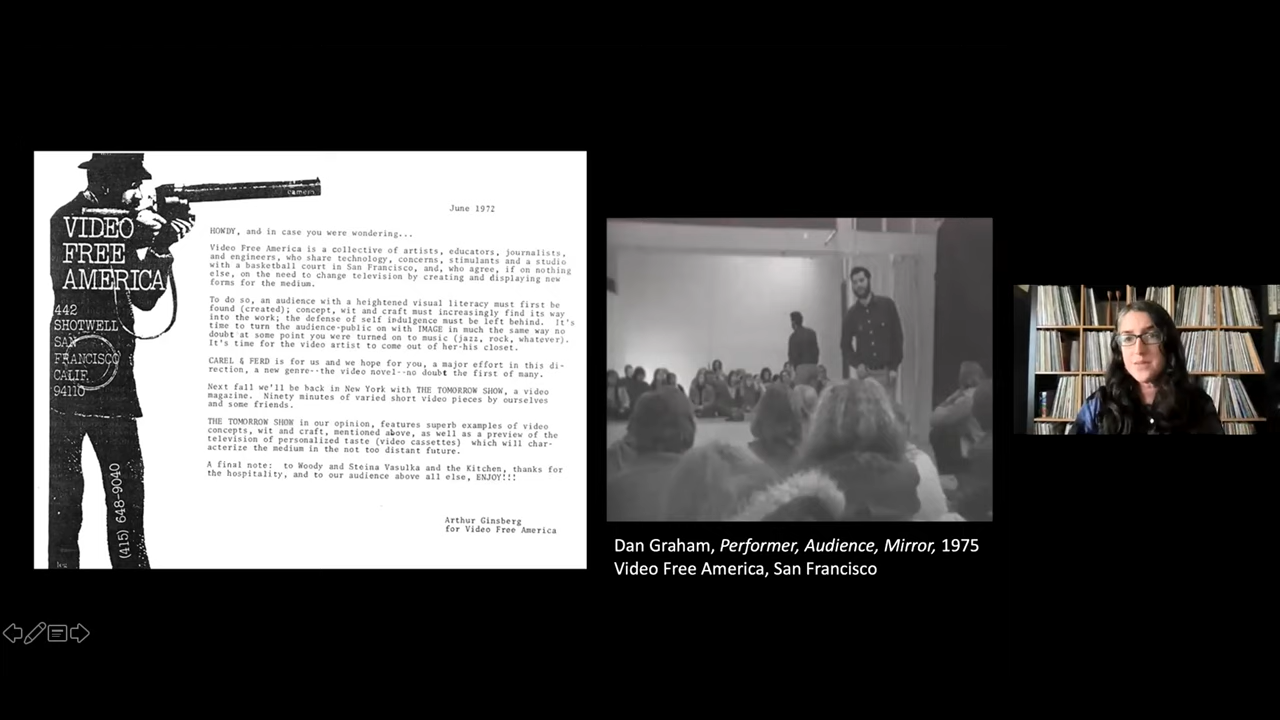 camera
VIDEO
FREE
AMERICA
442
SHOTWELL
SAN
FRANCISCO
CALIF.
94110
(415) 648-9040
June 1972
HOWDY, and in case you were wondering...
Video Free America is a collective of artists, educators, journalists,
and engineers, who share technology, concerns, stimulants and a studio
with a basketball court in San Francisco, and, who agree, if on nothing
else, on the need to change television by creating and displaying new
forms for the medium.
To do so, an audience with a heightened visual literacy must first be
found (created); concept, wit and craft must increasingly find its way
into the work; the defense of self indulgence must be left behind. It's
time to turn the audience-public on with IMAGE in much the same way no
doubt at some point you were turned on to music (jazz, rock, whatever).
It's time for the video artist to come out of her-his closet.
CAREL & FERD is for us and we hope for you, a major effort in this di-
rection, a new genre--the video novel--no doubt the first of many.
Next fall we'll be back in New York with THE TOMORROW SHOW, a video
magazine. Ninety minutes of varied short video pieces by ourselves
and some friends.
THE TOMORROW SHOW in our opinion, features superb examples of video
concepts, wit and craft, mentioned above, as well as a preview of the
television of personalized taste (video cassettes) which will char-
acterize the medium in the not too distant future.
A final note: to Woody and Steina Vasulka and the Kitchen, thanks for
the hospitality, and to our audience above all else, ENJOY!!!
Arthur Ginsberg
for Video Free America
Dan Graham, Performer, Audience, Mirror, 1975
Video Free America, San Francisco